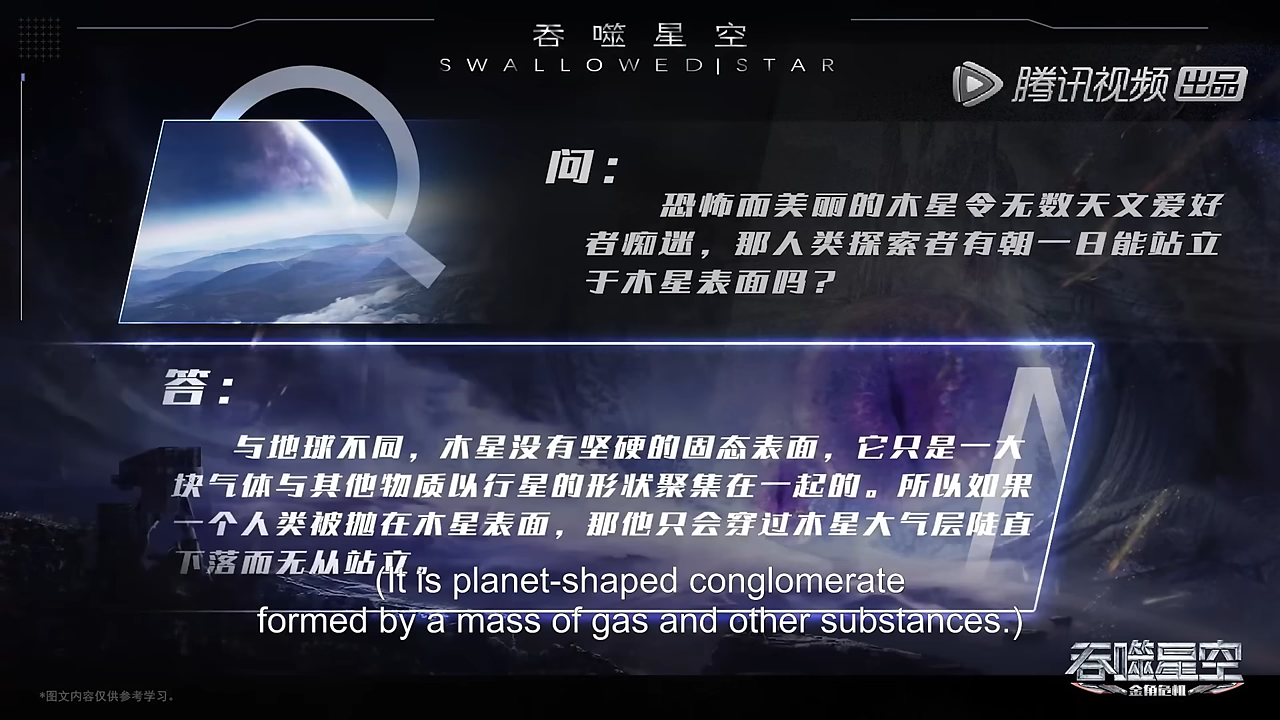 吞噬星空
SWALLOWED|STAR
腾讯视频 出品
问：
恐怖而美丽的木星令无数天文爱好
者痴迷，那人类探索者有朝一日能站立
于木星表面吗？
答：
与地球不同，木星没有坚硬的固态表面，它只是一大
块气体与其他物质以行星的形状聚集在一起的。所以如果
一个人类被抛在木星表面，那他只会穿过木星大气层陡直
下落而无从站立。
(It is planet-shaped conglomerate
formed by a mass of gas and other substances.)
吞噬星空
金角危机
*图文内容仅供参考学习。